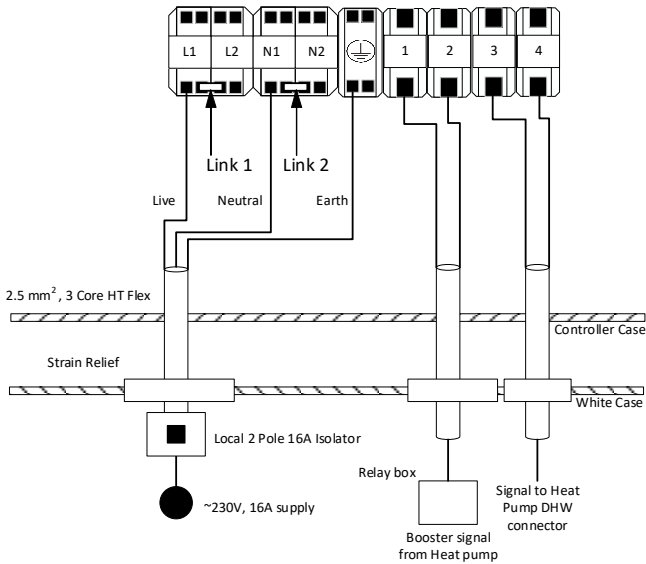 L1 L2 N1 N2 1 2 3 4
Link 1 Link 2
Live Neutral Earth
2.5 mm², 3 Core HT Flex
Controller Case
Strain Relief
White Case
Local 2 Pole 16A Isolator
~230V, 16A supply
Relay box
Booster signal
from Heat pump
Signal to Heat
Pump DHW
connector